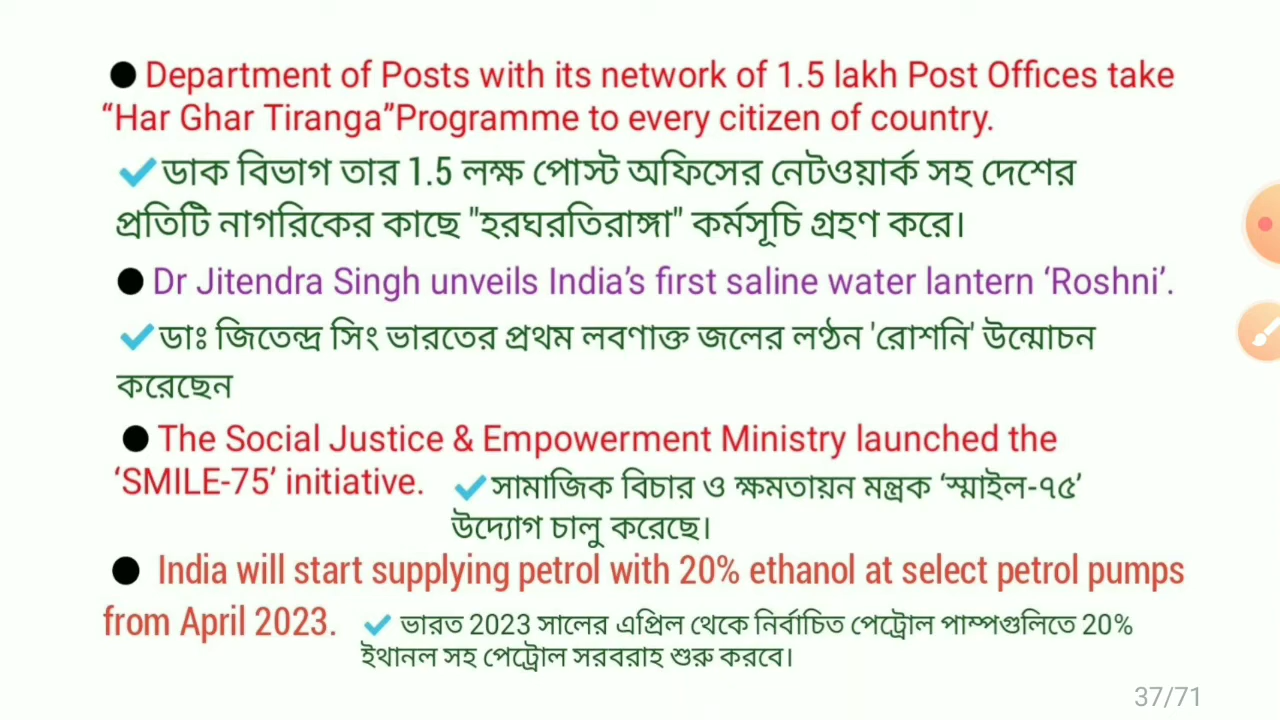 ● Department of Posts with its network of 1.5 lakh Post Offices take
“Har Ghar Tiranga”Programme to every citizen of country.
✔ডাক বিভাগ তার 1.5 লক্ষ পোস্ট অফিসের নেটওয়ার্ক সহ দেশের
প্রতিটি নাগরিকের কাছে "হরঘরতিরাঙ্গা" কর্মসূচি গ্রহণ করে।
● Dr Jitendra Singh unveils India’s first saline water lantern ‘Roshni’.
✔ডাঃ জিতেন্দ্র সিং ভারতের প্রথম লবণাক্ত জলের লণ্ঠন 'রোশনি' উন্মোচন
করেছেন
● The Social Justice & Empowerment Ministry launched the
‘SMILE-75’ initiative.
✔সামাজিক বিচার ও ক্ষমতায়ন মন্ত্রক ‘স্মাইল-৭৫’
উদ্যোগ চালু করেছে।
● India will start supplying petrol with 20% ethanol at select petrol pumps
from April 2023.
✔ ভারত 2023 সালের এপ্রিল থেকে নির্বাচিত পেট্রোল পাম্পগুলিতে 20%
ইথানল সহ পেট্রোল সরবরাহ শুরু করবে।
37/71